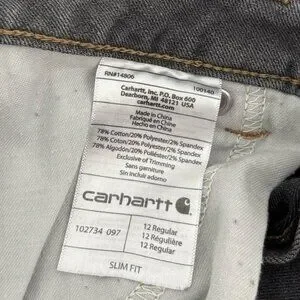 RN#14806
100140
Carhartt, Inc. P.O. Box 600
Dearborn, MI 48121 USA
carhartt.com
Made in China
Fabriqué en Chine
Hecho en China
78% Cotton/20% Polyester/2% Spandex
78% Coton/20% Polyester/2% Spandex
78% Algodón/20% Poliéster/2% Spandex
Exclusive of Trimming
Sans garniture
Sin Incluir adorno
carhartt
102734 097
12 Regular
12 Régulière
12 Regular
SLIM FIT